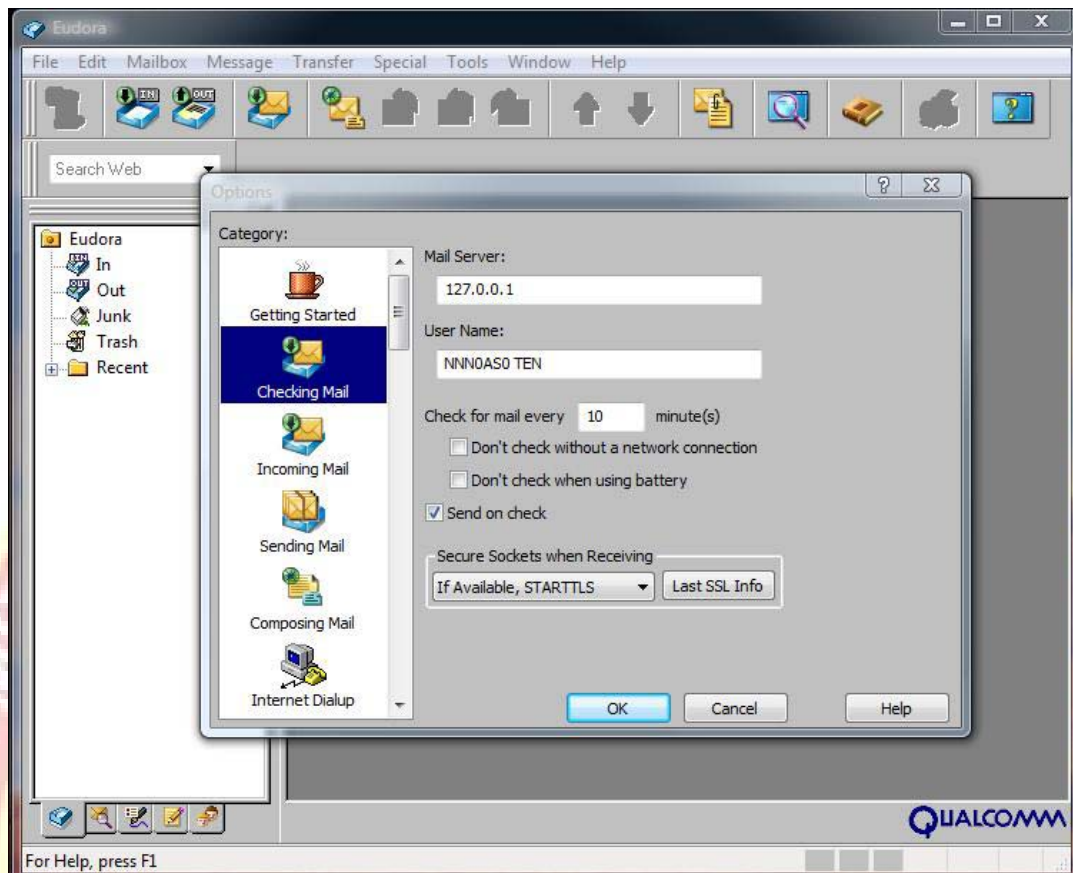 Eudora
File Edit Mailbox Message Transfer Special Tools Window Help
IN OUT
Search Web
Options
Eudora
In
Out
Junk
Trash
Recent
Category:
Getting Started
Checking Mail
Incoming Mail
Sending Mail
Composing Mail
Internet Dialup
Mail Server:
127.0.0.1
User Name:
NNN0AS0 TEN
Check for mail every 10 minute(s)
Don't check without a network connection
Don't check when using battery
Send on check
Secure Sockets when Receiving
If Available, STARTTLS Last SSL Info
OK Cancel Help
QUALCOMM
For Help, press F1